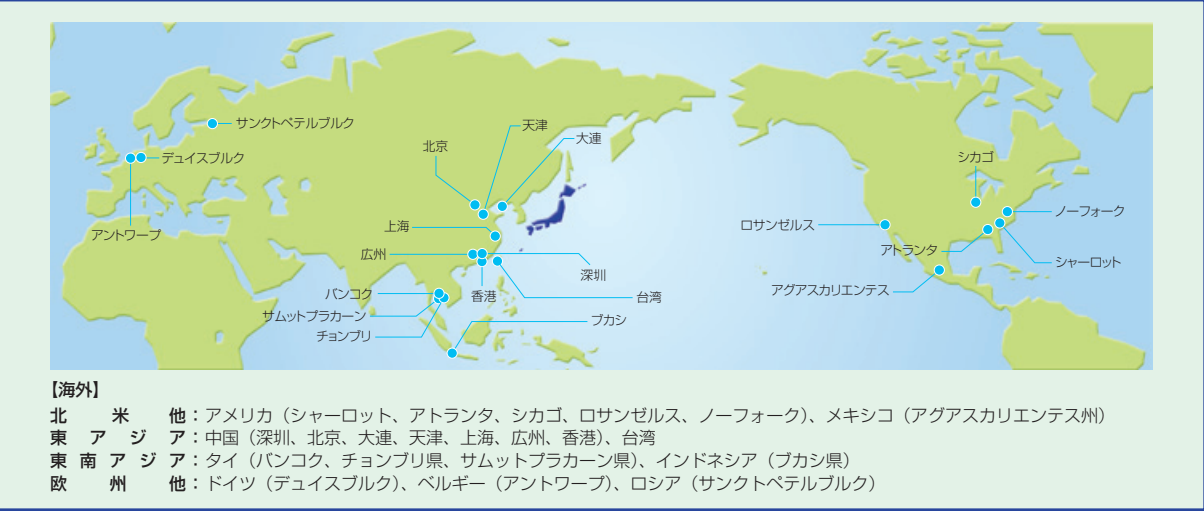 サンクトペテルブルク
天津
大連
北京
シカゴ
デュイスブルク
ノーフォーク
ロサンゼルス
上海
アントワープ
アトランタ
広州
シャーロット
深圳
アグアスカリエンテス
バンコク
香港
台湾
サムットプラカーン
ブカシ
チョンブリ
【海外】
北米他：アメリカ（シャーロット、アトランタ、シカゴ、ロサンゼルス、ノーフォーク）、メキシコ（アグアスカリエンテス州）
東アジア：中国（深圳、北京、大連、天津、上海、広州、香港）、台湾
東南アジア：タイ（バンコク、チョンブリ県、サムットプラカーン県）、インドネシア（ブカシ県）
欧州他：ドイツ（デュイスブルク）、ベルギー（アントワープ）、ロシア（サンクトペテルブルク）